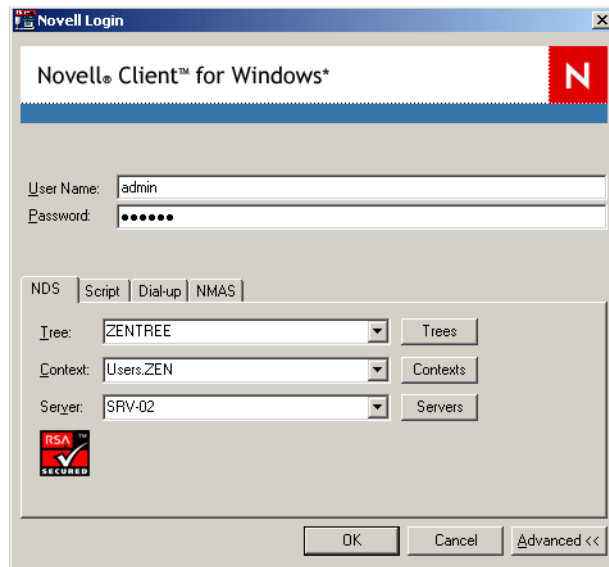 Novell Login
Novell® Client™ for Windows*
N
User Name: admin
Password: ●●●●●●
NDS Script Dial-up NMAS
Tree: ZENTREE Trees
Context: Users.ZEN Contexts
Server: SRV-02 Servers
RSA ™
SECURED
OK Cancel Advanced <<